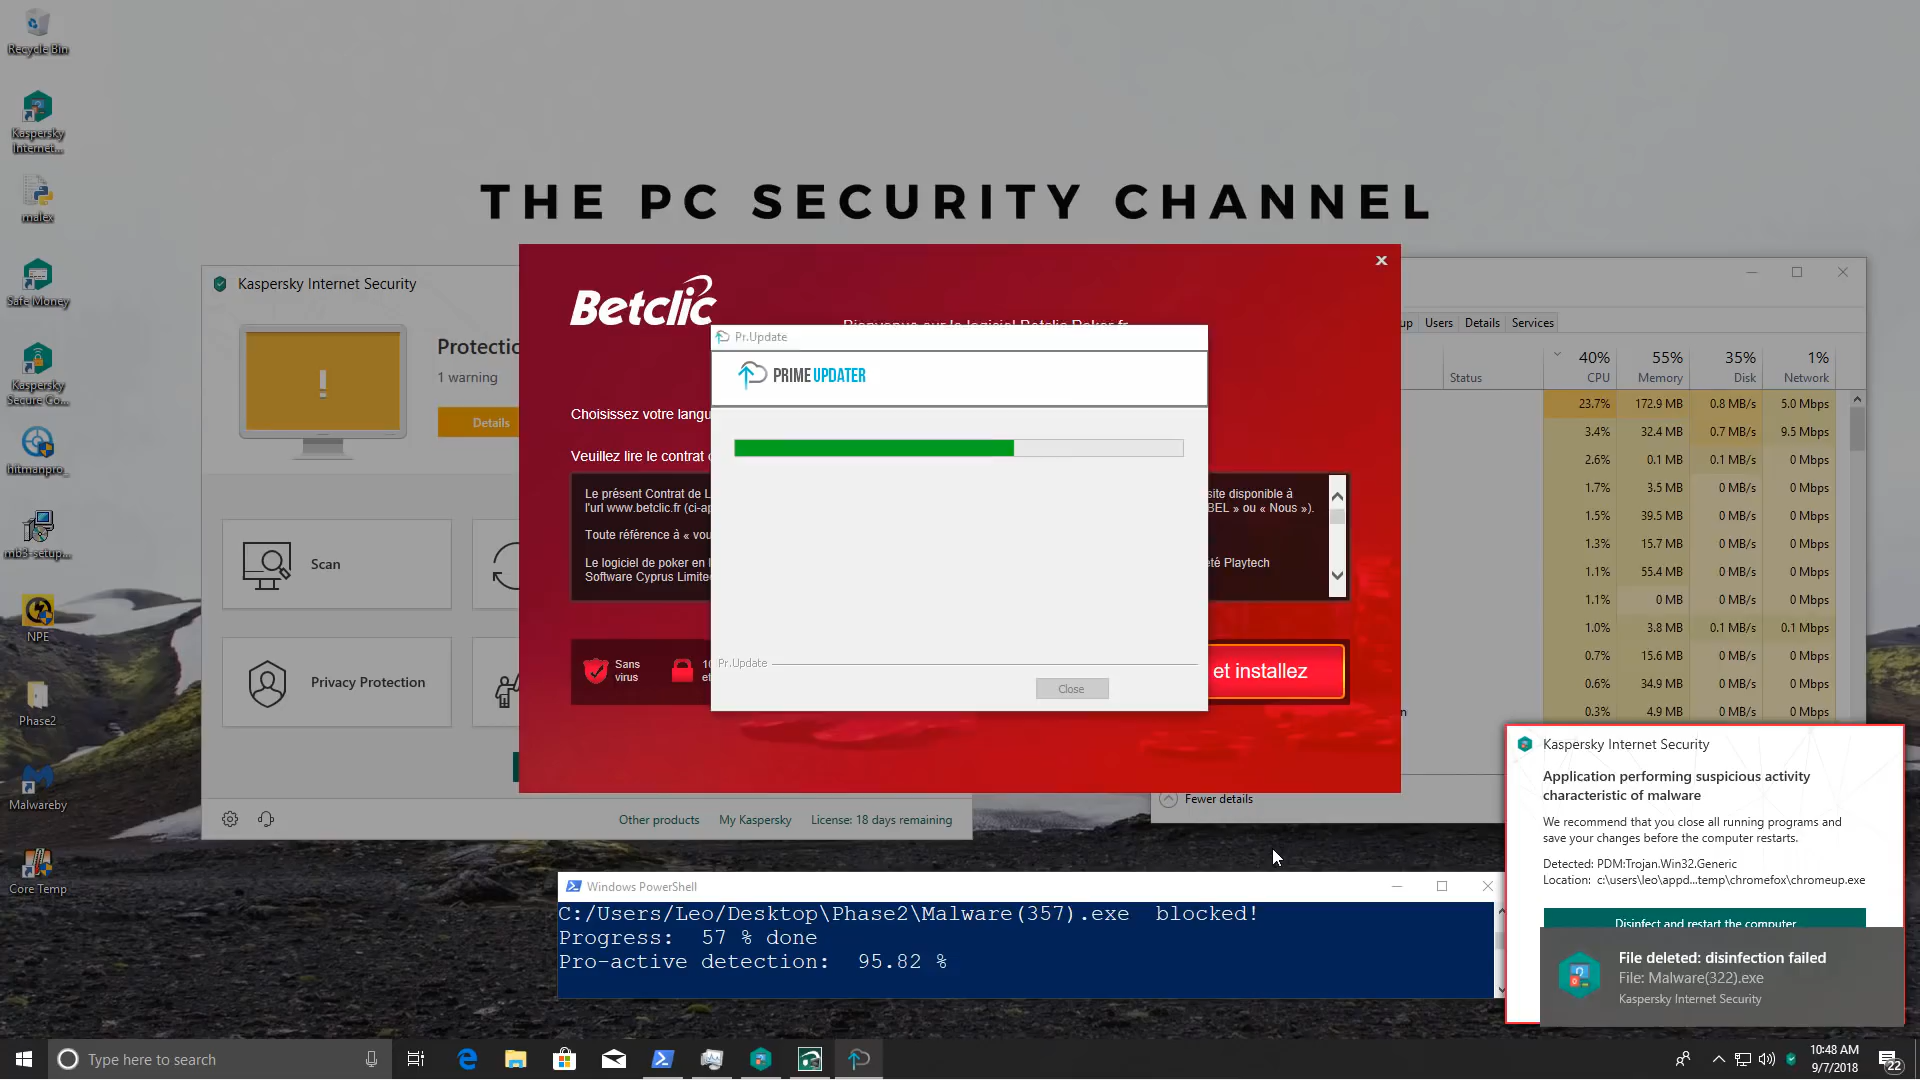 Recycle Bin
Kaspersky
Internet...
malex
Safe Money
Kaspersky
Secure Co...
hitmanpro_
mb3-setup...
NPE
Phase2
Malwareby
Core Temp
THE PC SECURITY CHANNEL
Kaspersky Internet Security
Protectio
1 warning
Details
Scan
Privacy Protection
Other products
My Kaspersky
License: 18 days remaining
Betclic
Bienvenue sur le logiciel Betclic Poker.fr
Choisissez votre langu
Veuillez lire le contrat
Le présent Contrat de L
site disponible à
l'url www.betclic.fr (ci-ap
BEL » ou « Nous »).
Toute référence à « vou
Le logiciel de poker en l
été Playtech
Software Cyprus Limite
Sans
virus
10
et
et installez
Pr.Update
PRIMEUPDATER
Pr.Update
Close
up
Users
Details
Services
40%
55%
35%
1%
Status
CPU
Memory
Disk
Network
23.7% 172.9 MB 0.8 MB/s 5.0 Mbps
3.4% 32.4 MB 0.7 MB/s 9.5 Mbps
2.6% 0.1 MB 0.1 MB/s 0 Mbps
1.7% 3.5 MB 0 MB/s 0 Mbps
1.5% 39.5 MB 0 MB/s 0 Mbps
1.3% 15.7 MB 0 MB/s 0 Mbps
1.1% 55.4 MB 0 MB/s 0 Mbps
1.1% 0 MB 0 MB/s 0 Mbps
1.0% 3.8 MB 0.1 MB/s 0.1 Mbps
0.7% 15.6 MB 0 MB/s 0 Mbps
0.6% 34.9 MB 0 MB/s 0 Mbps
0.3% 4.9 MB 0 MB/s 0 Mbps
Fewer details
Windows PowerShell
C:/Users/Leo/Desktop\Phase2\Malware(357).exe  blocked!
Progress:  57 % done
Pro-active detection:  95.82 %
Kaspersky Internet Security
Application performing suspicious activity
characteristic of malware
We recommend that you close all running programs and
save your changes before the computer restarts.
Detected: PDM:Trojan.Win32.Generic
Location: c:\users\leo\appd...temp\chromefox\chromeup.exe
Disinfect and restart the computer
File deleted: disinfection failed
File: Malware(322).exe
Kaspersky Internet Security
Type here to search
10:48 AM
9/7/2018
22